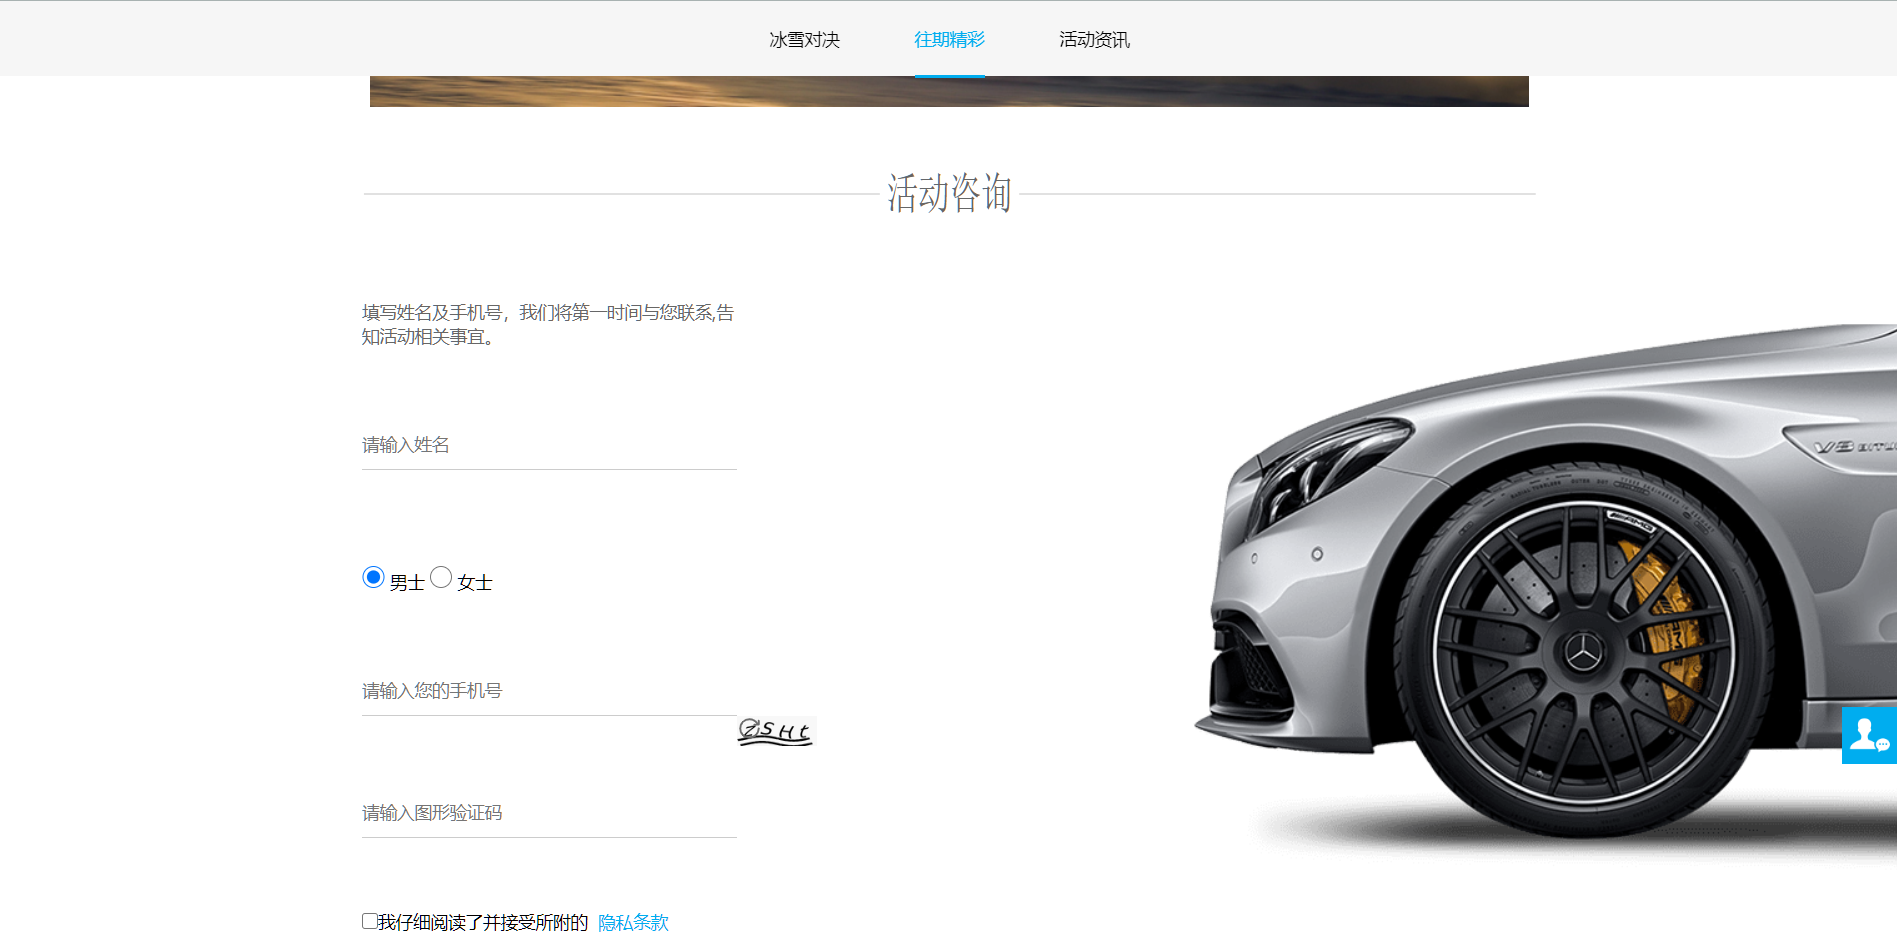 冰雪对决 往期精彩 活动资讯
活动咨询
填写姓名及手机号，我们将第一时间与您联系,告
知活动相关事宜。
请输入姓名
男士 女士
请输入您的手机号
请输入图形验证码
我仔细阅读了并接受所附的 隐私条款
V8 BITU
AMG